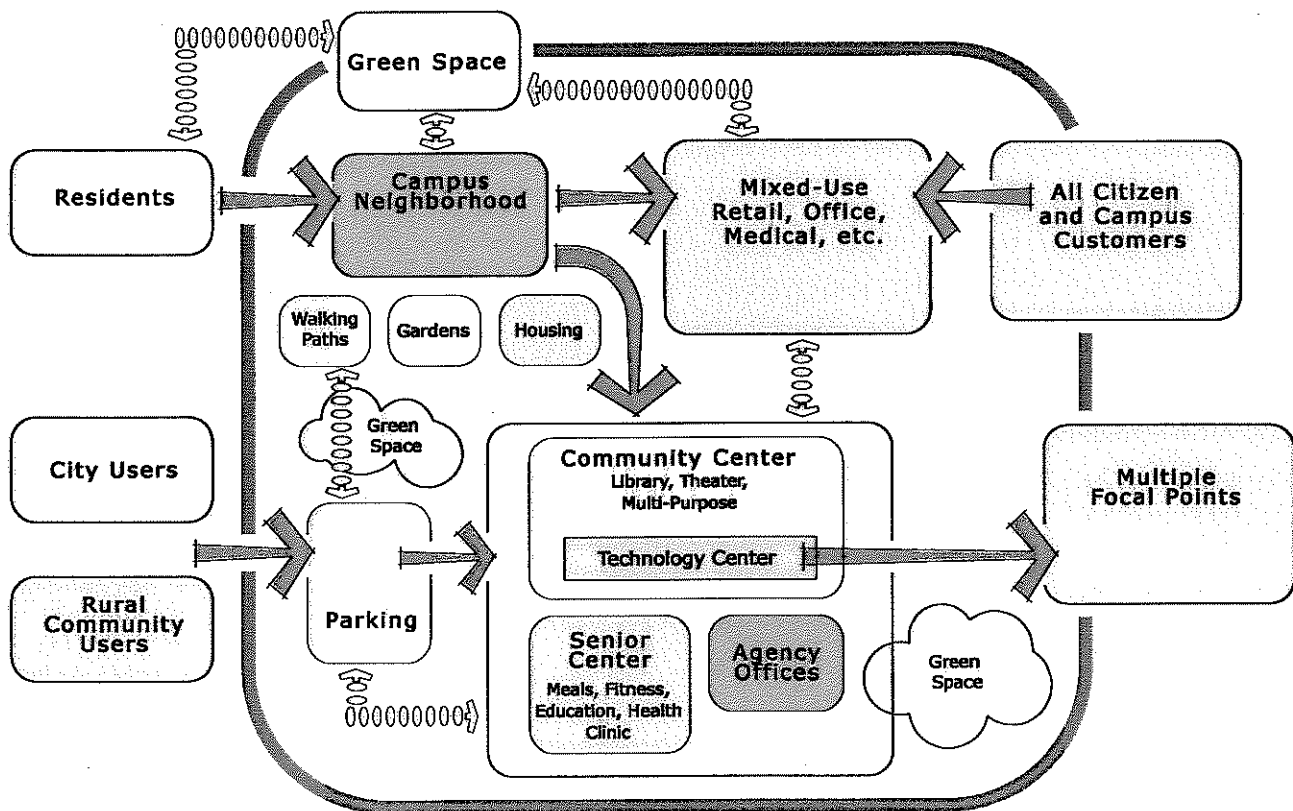 Green Space
Residents
Campus
Neighborhood
Mixed-Use
Retail, Office,
Medical, etc.
All Citizen
and Campus
Customers
Walking
Paths
Gardens
Housing
Green
Space
City Users
Rural
Community
Users
Parking
Community Center
Library, Theater,
Multi-Purpose
Technology Center
Senior
Center
Meals, Fitness,
Education, Health
Clinic
Agency
Offices
Green
Space
Multiple
Focal Points